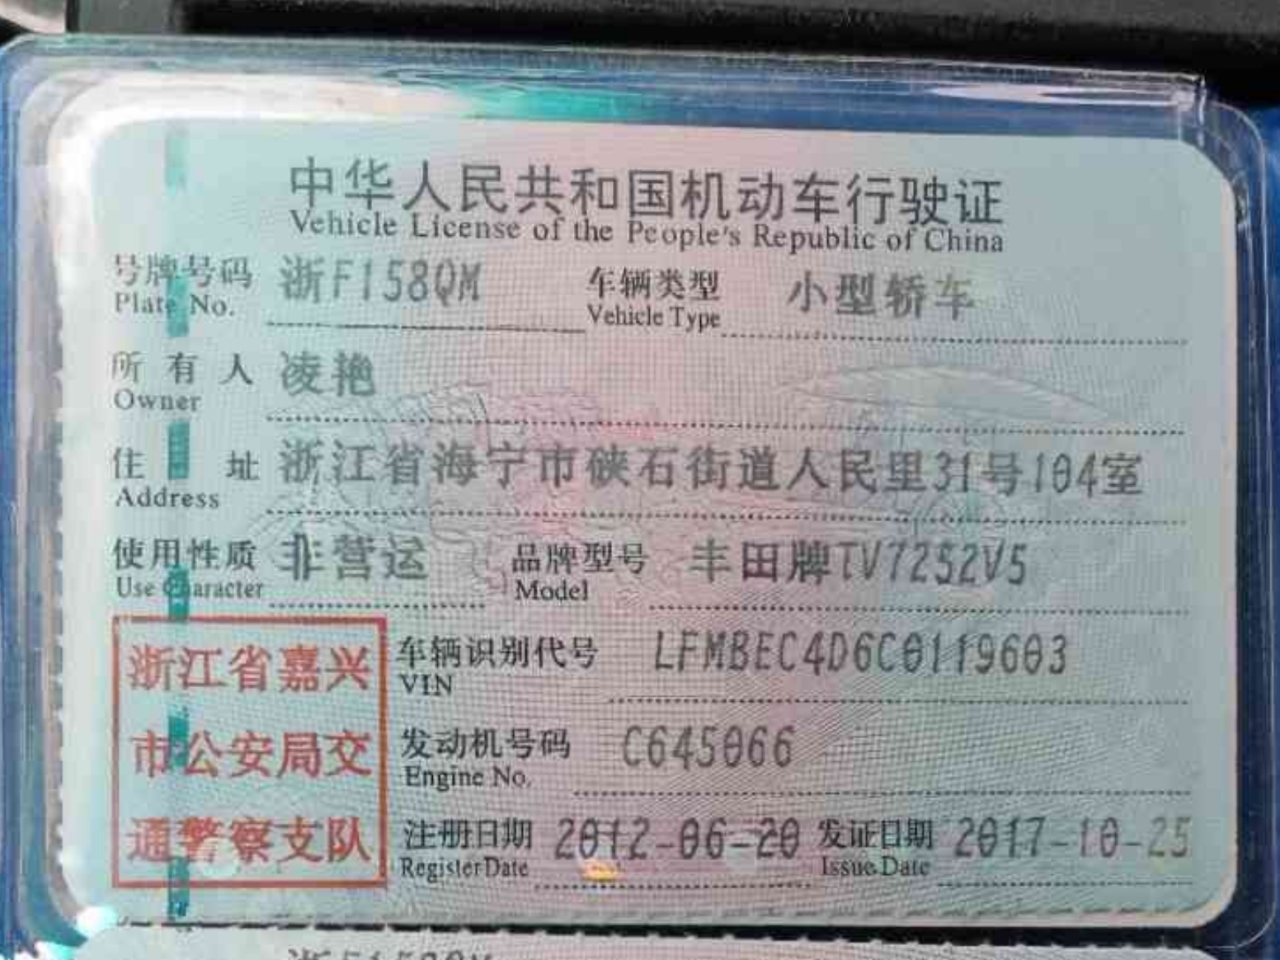 中华人民共和国机动车行驶证
Vehicle License of the People's Republic of China
号牌号码 浙F158QM 车辆类型 小型轿车
Plate No. Vehicle Type
所有人 凌艳
Owner
住址 浙江省海宁市硖石街道人民里31号104室
Address
使用性质 非营运 品牌型号 丰田牌TV7252V5
Use Character Model
浙江省嘉兴
市公安局交
通警察支队
车辆识别代号 LFMBEC4D6C0119603
VIN
发动机号码 C645066
Engine No.
注册日期 2012-06-20 发证日期 2017-10-25
Register Date Issue Date
浙F158QM